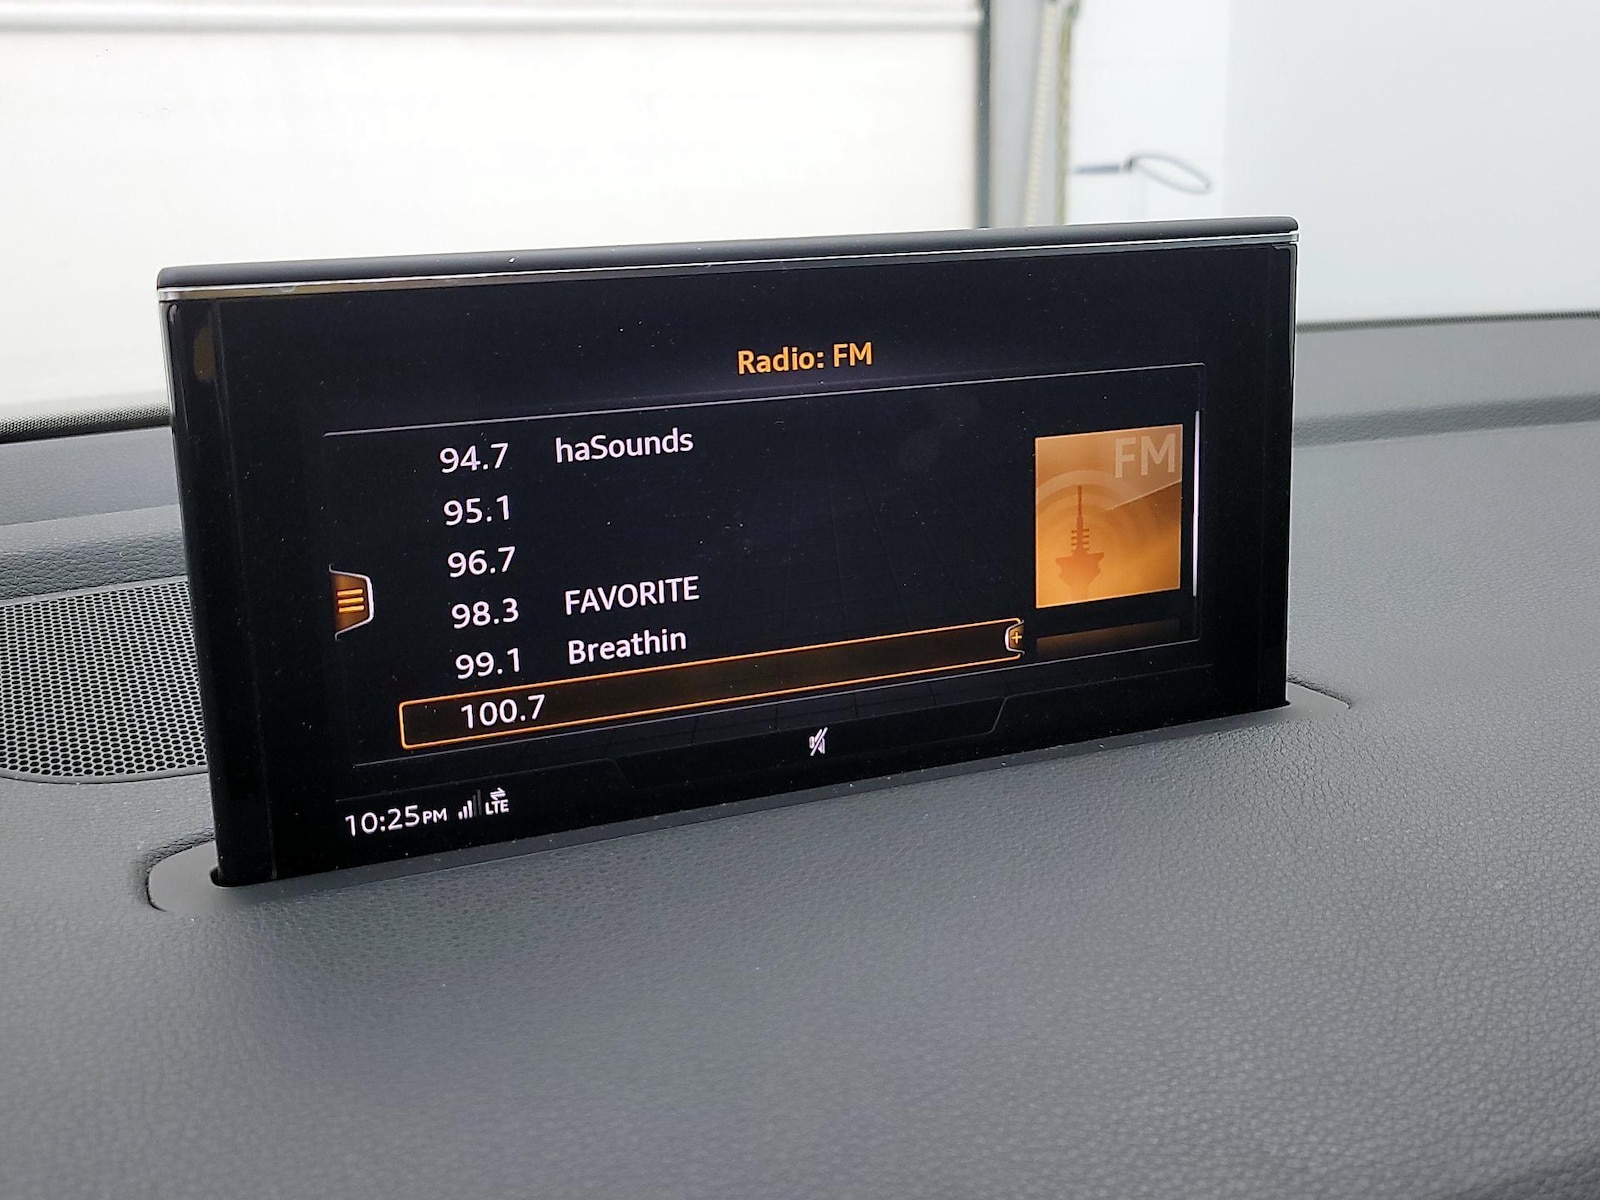 Radio: FM
94.7 haSounds
FM
95.1
96.7
98.3 FAVORITE
99.1 Breathin
100.7
10:25PM LTE